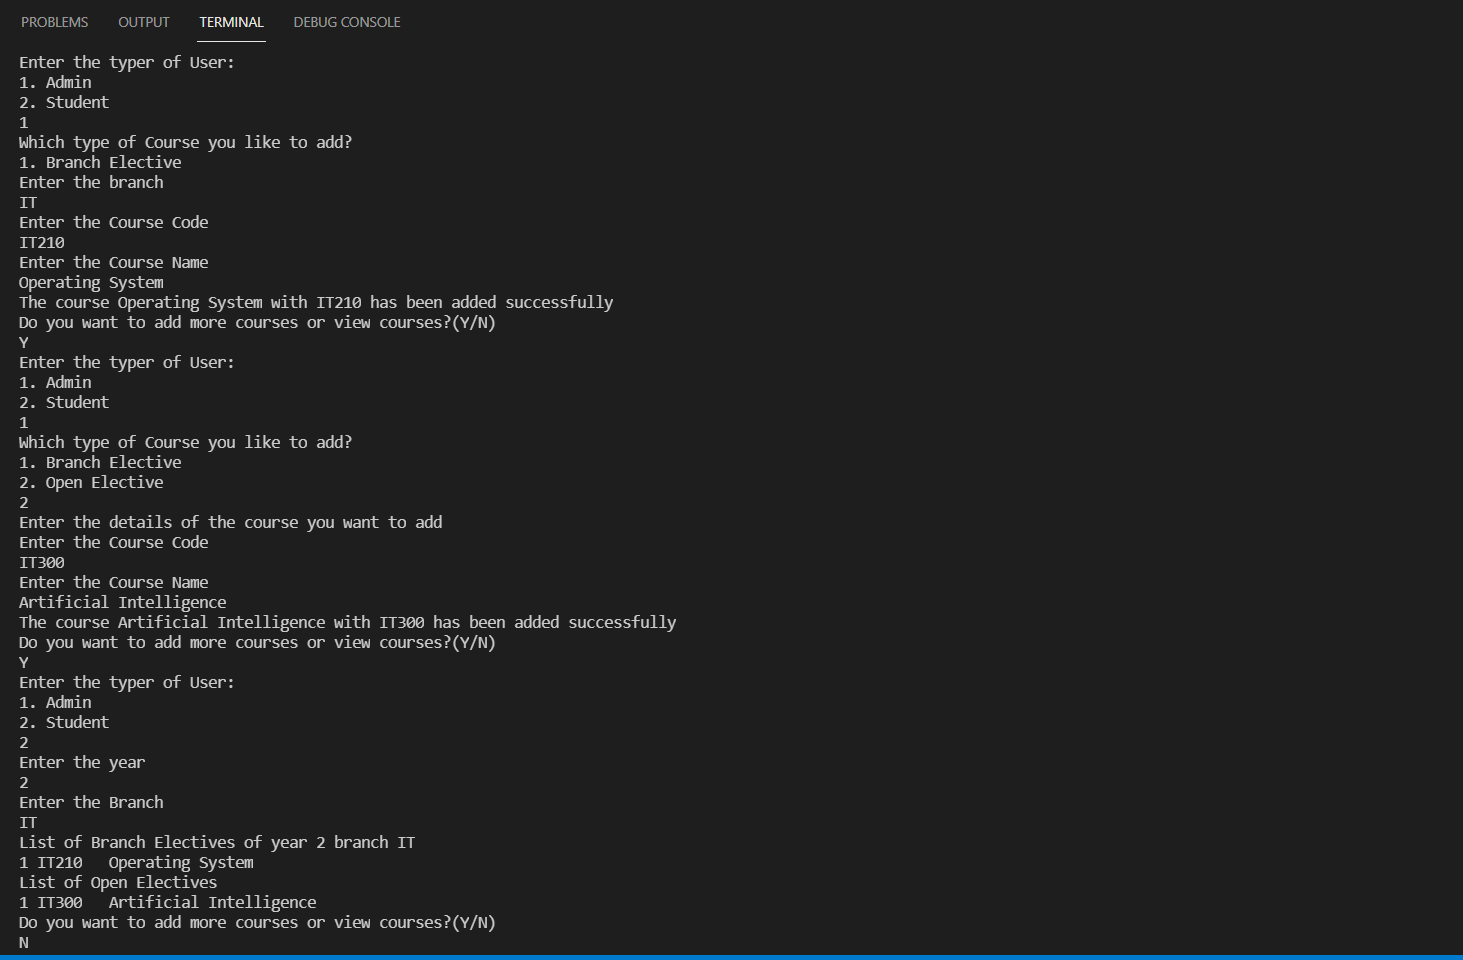 PROBLEMS OUTPUT TERMINAL DEBUG CONSOLE
Enter the typer of User:
1. Admin
2. Student
1
Which type of Course you like to add?
1. Branch Elective
Enter the branch
IT
Enter the Course Code
IT210
Enter the Course Name
Operating System
The course Operating System with IT210 has been added successfully
Do you want to add more courses or view courses?(Y/N)
Y
Enter the typer of User:
1. Admin
2. Student
1
Which type of Course you like to add?
1. Branch Elective
2. Open Elective
2
Enter the details of the course you want to add
Enter the Course Code
IT300
Enter the Course Name
Artificial Intelligence
The course Artificial Intelligence with IT300 has been added successfully
Do you want to add more courses or view courses?(Y/N)
Y
Enter the typer of User:
1. Admin
2. Student
2
Enter the year
2
Enter the Branch
IT
List of Branch Electives of year 2 branch IT
1 IT210   Operating System
List of Open Electives
1 IT300   Artificial Intelligence
Do you want to add more courses or view courses?(Y/N)
N